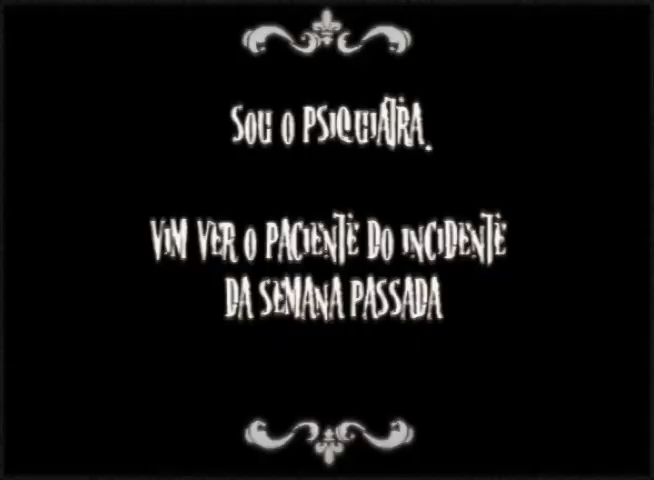 SOU O PSIQUIATRA.
VIM VER O PACIENTE DO INCIDENTE
DA SEMANA PASSADA